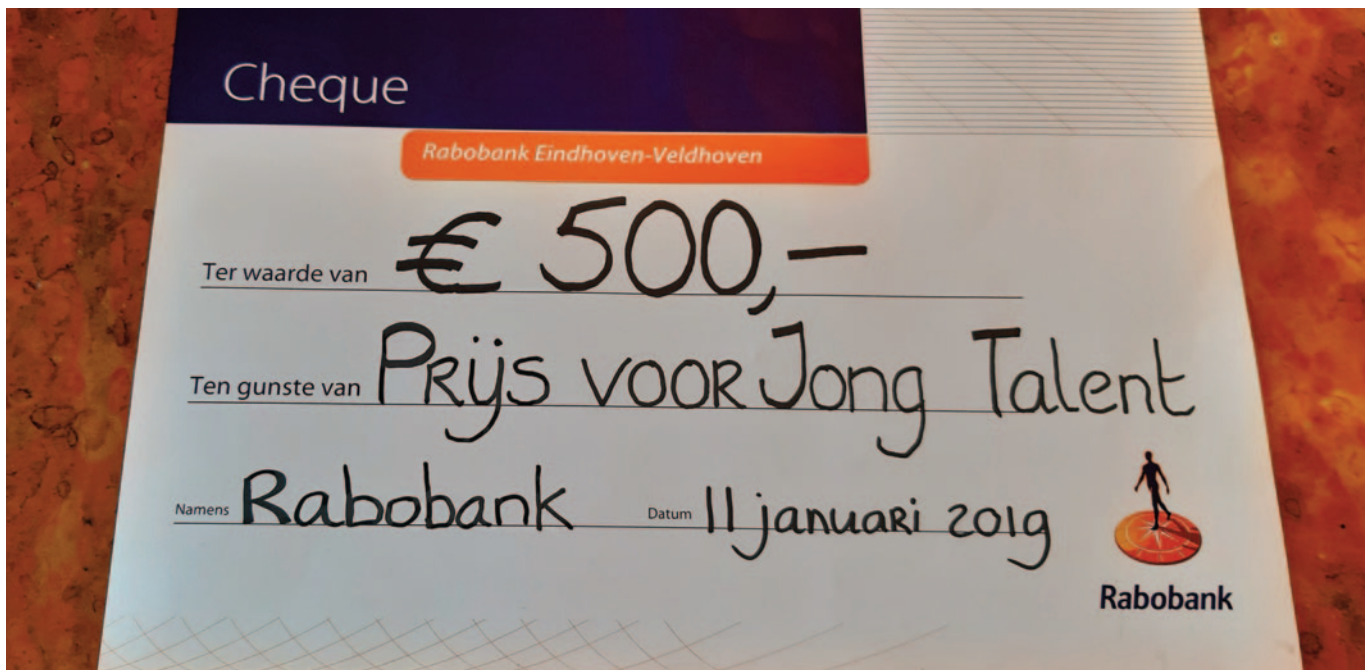 Cheque
Rabobank Eindhoven-Veldhoven
Ter waarde van € 500,-
Ten gunste van Prijs voor Jong Talent
Namens Rabobank Datum 11 januari 2019
Rabobank